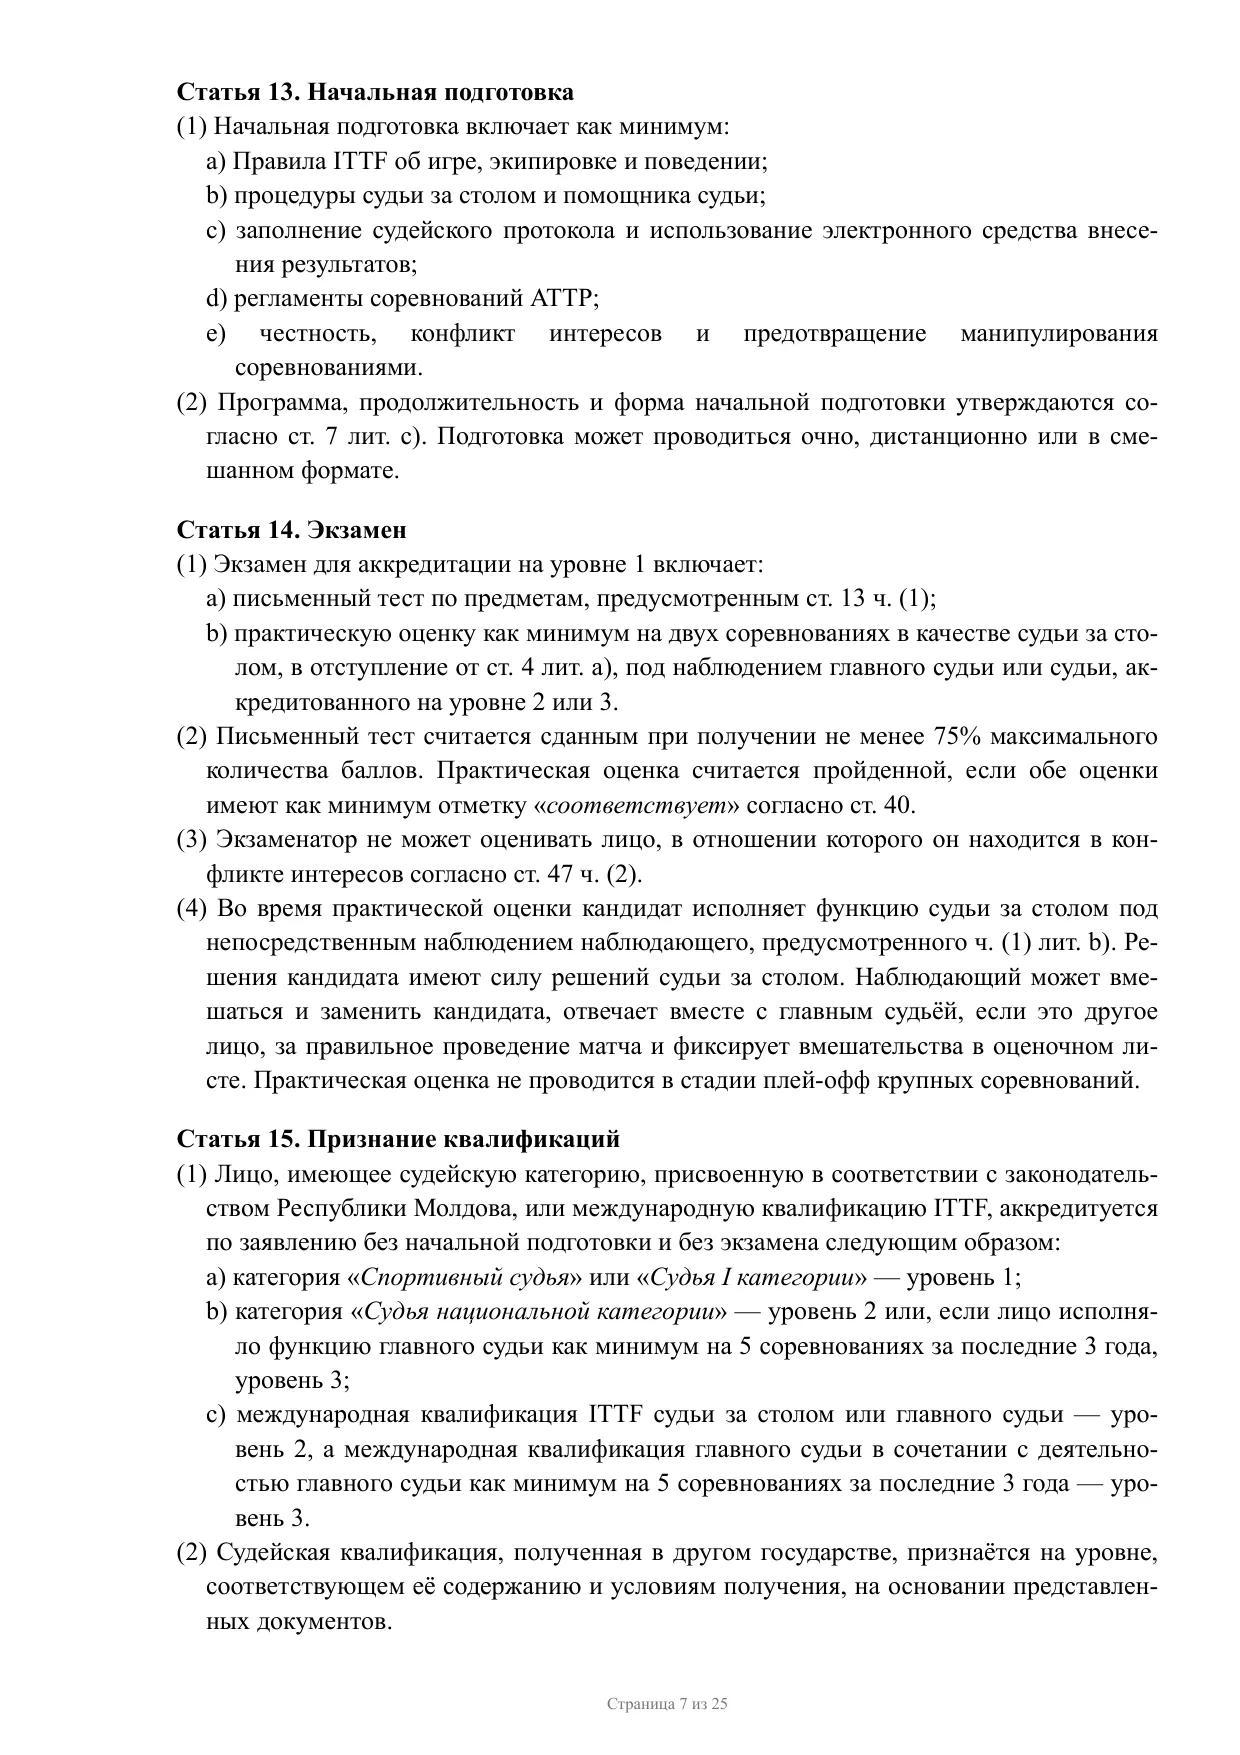 Статья 13. Начальная подготовка
(1) Начальная подготовка включает как минимум:
a) Правила ITTF об игре, экипировке и поведении;
b) процедуры судьи за столом и помощника судьи;
c) заполнение судейского протокола и использование электронного средства внесе-
ния результатов;
d) регламенты соревнований ATTP;
e) честность, конфликт интересов и предотвращение манипулирования
соревнованиями.
(2) Программа, продолжительность и форма начальной подготовки утверждаются со-
гласно ст. 7 лит. c). Подготовка может проводиться очно, дистанционно или в сме-
шанном формате.
Статья 14. Экзамен
(1) Экзамен для аккредитации на уровне 1 включает:
a) письменный тест по предметам, предусмотренным ст. 13 ч. (1);
b) практическую оценку как минимум на двух соревнованиях в качестве судьи за сто-
лом, в отступление от ст. 4 лит. a), под наблюдением главного судьи или судьи, ак-
кредитованного на уровне 2 или 3.
(2) Письменный тест считается сданным при получении не менее 75% максимального
количества баллов. Практическая оценка считается пройденной, если обе оценки
имеют как минимум отметку «соответствует» согласно ст. 40.
(3) Экзаменатор не может оценивать лицо, в отношении которого он находится в кон-
фликте интересов согласно ст. 47 ч. (2).
(4) Во время практической оценки кандидат исполняет функцию судьи за столом под
непосредственным наблюдением наблюдающего, предусмотренного ч. (1) лит. b). Ре-
шения кандидата имеют силу решений судьи за столом. Наблюдающий может вме-
шаться и заменить кандидата, отвечает вместе с главным судьёй, если это другое
лицо, за правильное проведение матча и фиксирует вмешательства в оценочном ли-
сте. Практическая оценка не проводится в стадии плей-офф крупных соревнований.
Статья 15. Признание квалификаций
(1) Лицо, имеющее судейскую категорию, присвоенную в соответствии с законодатель-
ством Республики Молдова, или международную квалификацию ITTF, аккредитуется
по заявлению без начальной подготовки и без экзамена следующим образом:
a) категория «Спортивный судья» или «Судья I категории» — уровень 1;
b) категория «Судья национальной категории» — уровень 2 или, если лицо исполня-
ло функцию главного судьи как минимум на 5 соревнованиях за последние 3 года,
уровень 3;
c) международная квалификация ITTF судьи за столом или главного судьи — уро-
вень 2, а международная квалификация главного судьи в сочетании с деятельно-
стью главного судьи как минимум на 5 соревнованиях за последние 3 года — уро-
вень 3.
(2) Судейская квалификация, полученная в другом государстве, признаётся на уровне,
соответствующем её содержанию и условиям получения, на основании представлен-
ных документов.
Страница 7 из 25